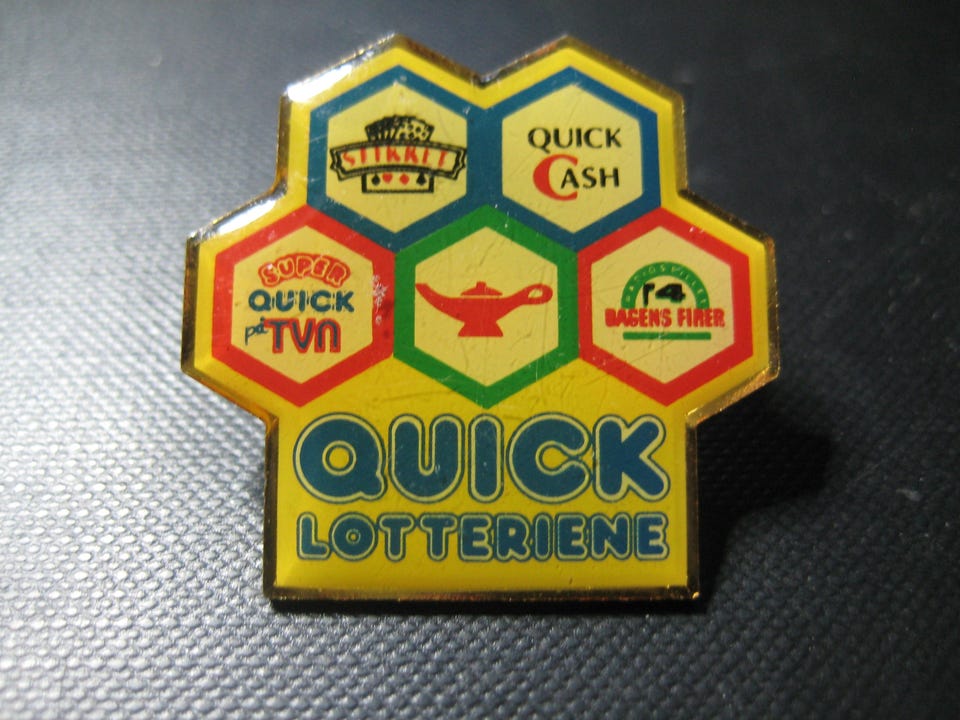 STIKKET
QUICK
CASH
SUPER
QUICK
på TVN
14
DAGENS FIRER
QUICK
LOTTERIENE